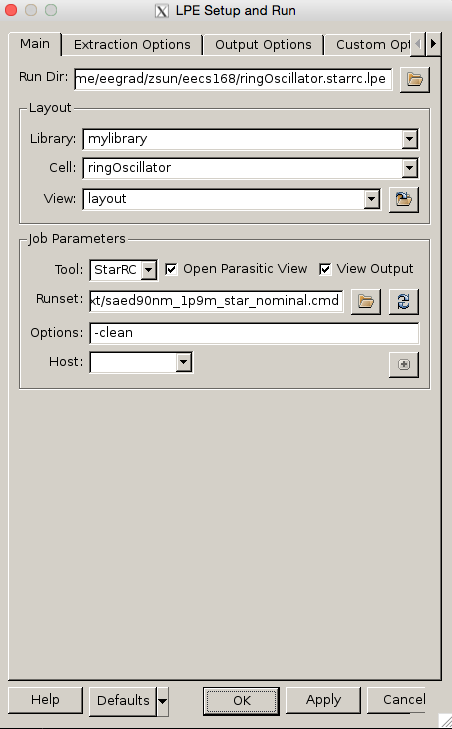 LPE Setup and Run
Main Extraction Options Output Options Custom Opt
Run Dir: me/eegrad/zsun/eecs168/ringOscillator.starrc.lpe
Layout
Library: mylibrary
Cell: ringOscillator
View: layout
Job Parameters
Tool: StarRC Open Parasitic View View Output
Runset: xt/saed90nm_1p9m_star_nominal.cmd
Options: -clean
Host:
Help Defaults OK Apply Cancel